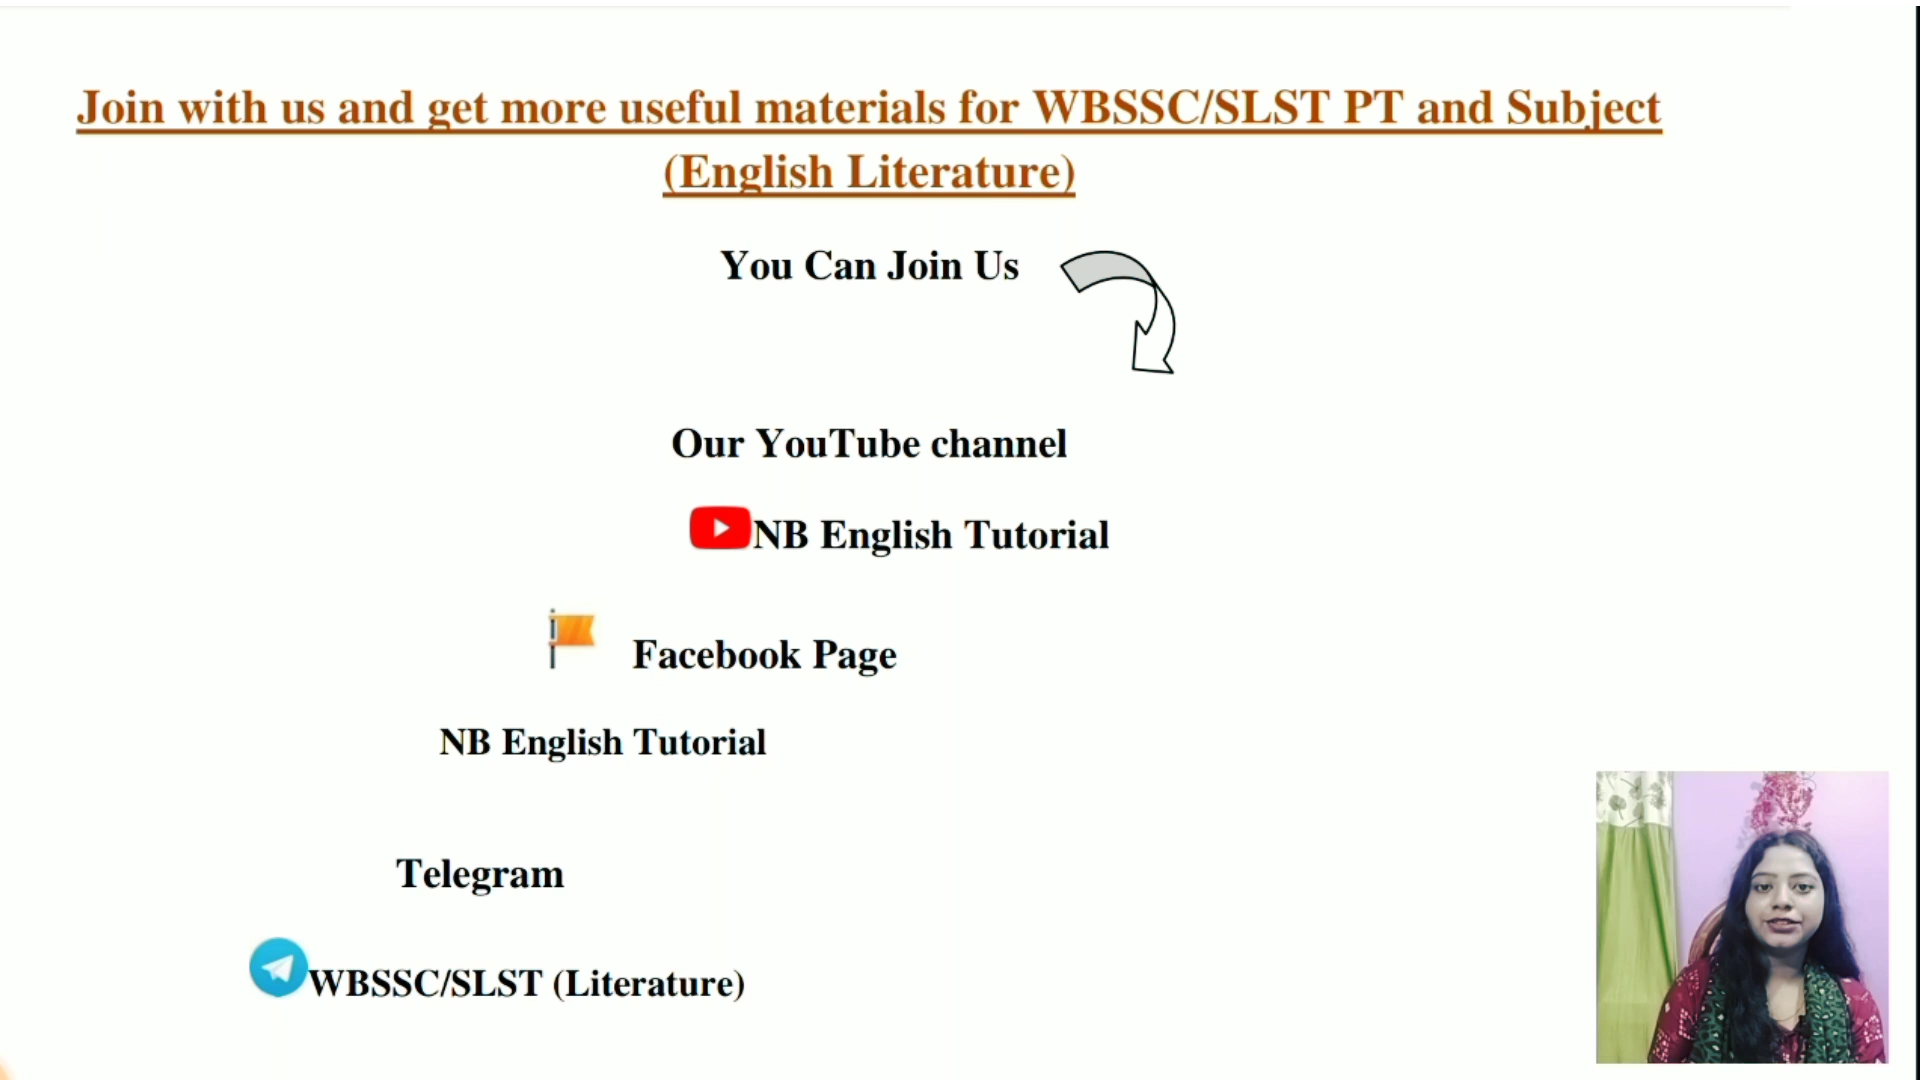 Join with us and get more useful materials for WBSSC/SLST PT and Subject
(English Literature)
You Can Join Us
Our YouTube channel
NB English Tutorial
Facebook Page
NB English Tutorial
Telegram
WBSSC/SLST (Literature)